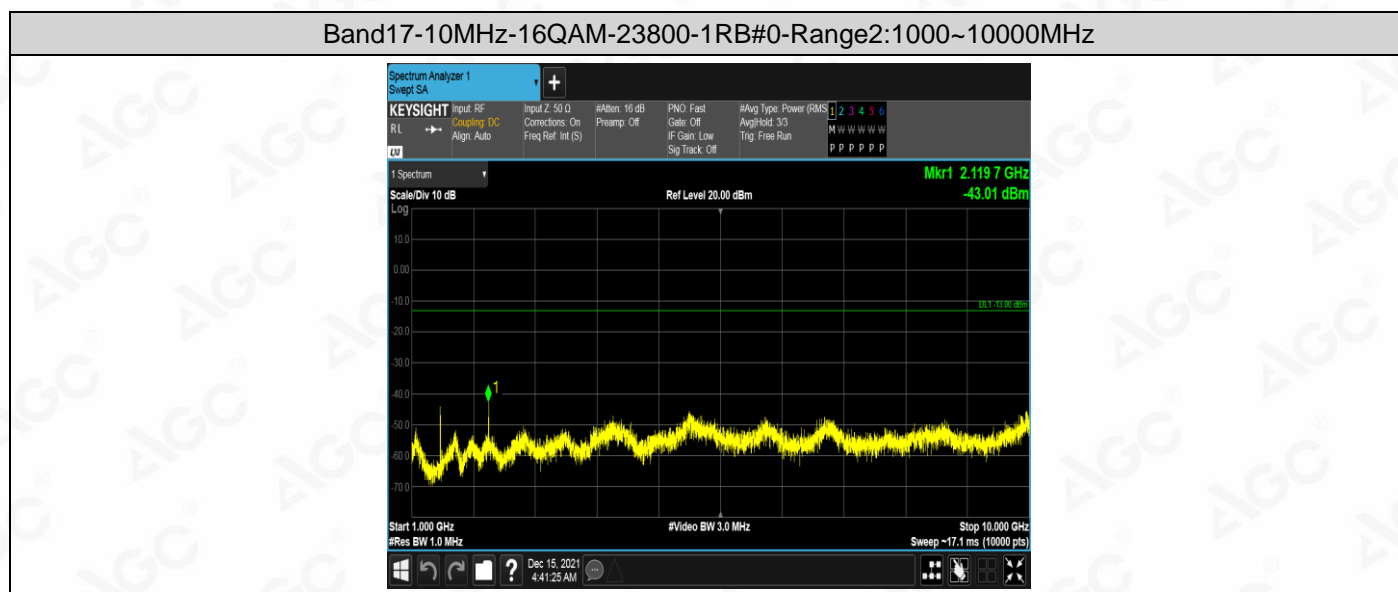 Band17-10MHz-16QAM-23800-1RB#0-Range2:1000~10000MHz
Spectrum Analyzer 1
Swept SA
+
KEYSIGHT
RL
LXI
Input: RF
Coupling: DC
Align: Auto
Input Z: 50 Ω
Corrections: On
Freq Ref: Int (S)
#Atten: 16 dB
Preamp: Off
PNO: Fast
Gate: Off
IF Gain: Low
Sig Track: Off
#Avg Type: Power (RMS
Avg|Hold: 3/3
Trig: Free Run
1 2 3 4 5 6
M W W W W W
P P P P P P
1 Spectrum
Mkr1 2.119 7 GHz
Scale/Div 10 dB
Ref Level 20.00 dBm
-43.01 dBm
Log
10.0
0.00
-10.0
DL1 -13.00 dBm
-20.0
-30.0
-40.0
1
-50.0
-60.0
-70.0
Start 1.000 GHz
#Video BW 3.0 MHz
Stop 10.000 GHz
#Res BW 1.0 MHz
Sweep ~17.1 ms (10000 pts)
?
Dec 15, 2021
4:41:25 AM
AGC